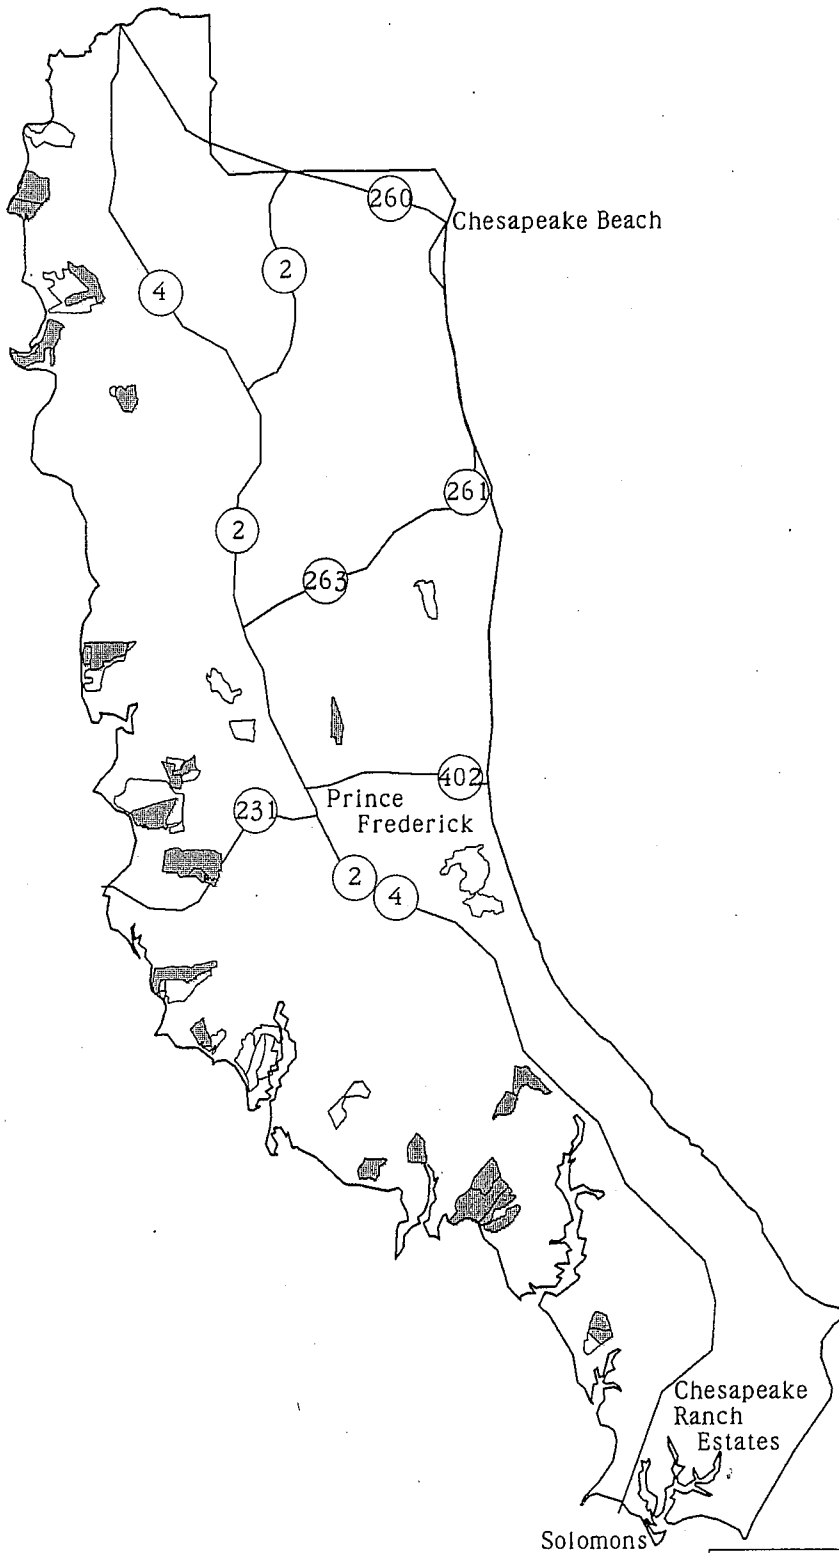 260
Chesapeake Beach
2
4
261
2
263
402
Prince
Frederick
231
2
4
Chesapeake
Ranch
Estates
Solomons